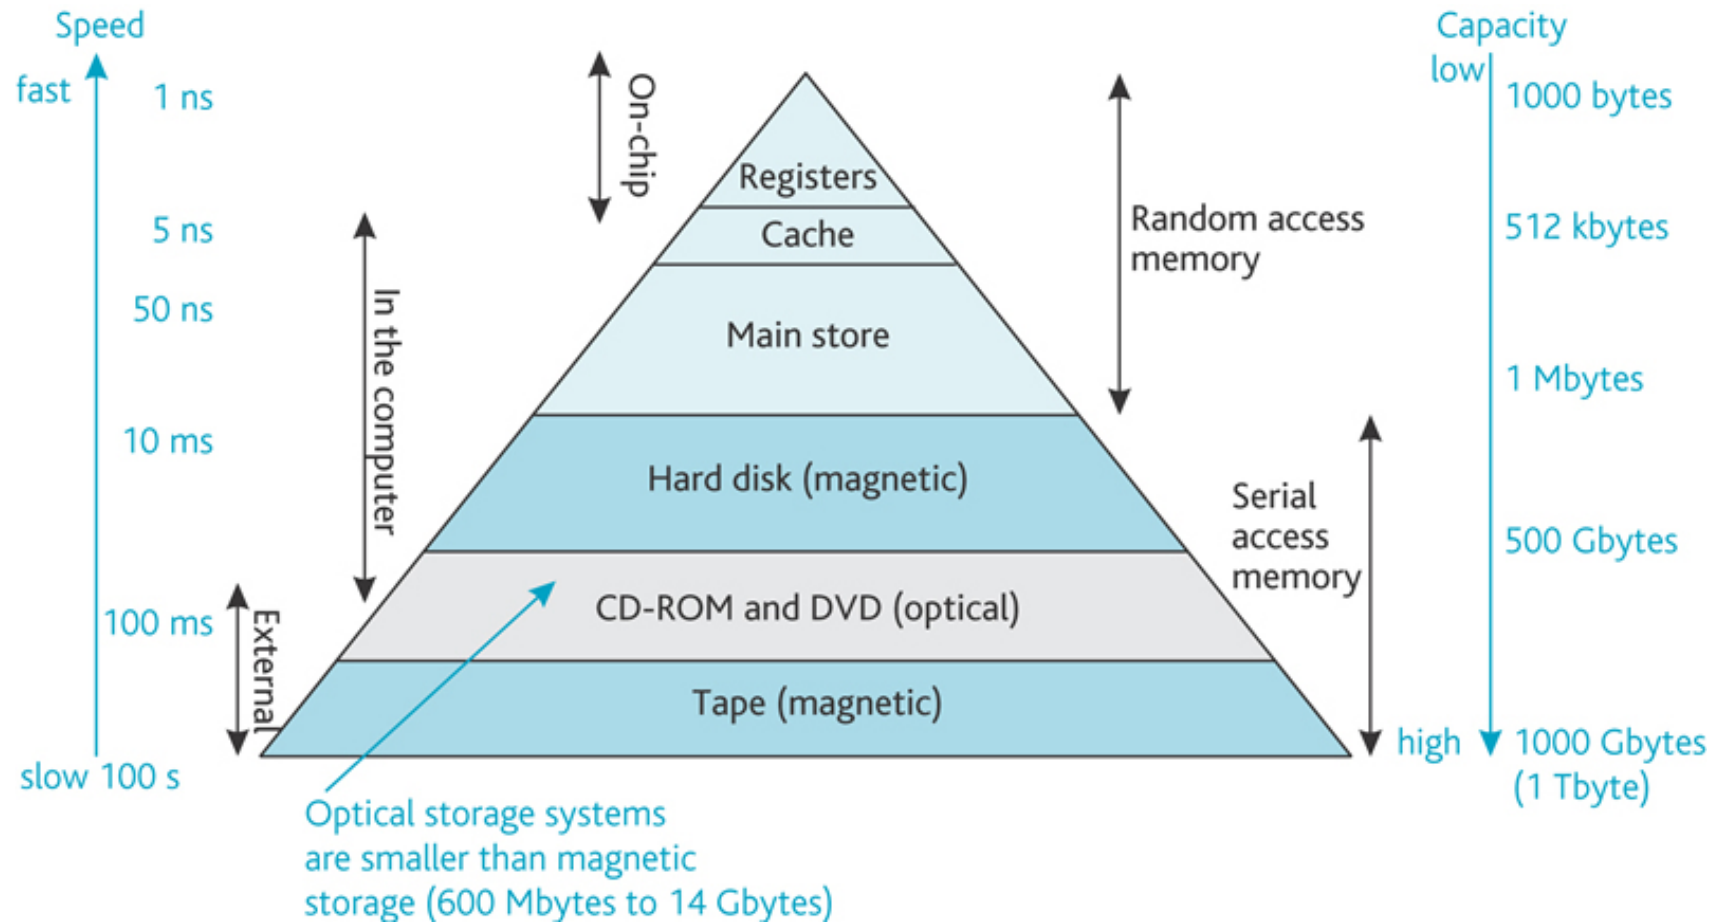 Speed
fast
1 ns
5 ns
50 ns
10 ms
100 ms
slow 100 s
On-chip
In the computer
External
Registers
Cache
Main store
Hard disk (magnetic)
CD-ROM and DVD (optical)
Tape (magnetic)
Optical storage systems
are smaller than magnetic
storage (600 Mbytes to 14 Gbytes)
Random access
memory
Serial
access
memory
Capacity
low
1000 bytes
512 kbytes
1 Mbytes
500 Gbytes
high
1000 Gbytes
(1 Tbyte)